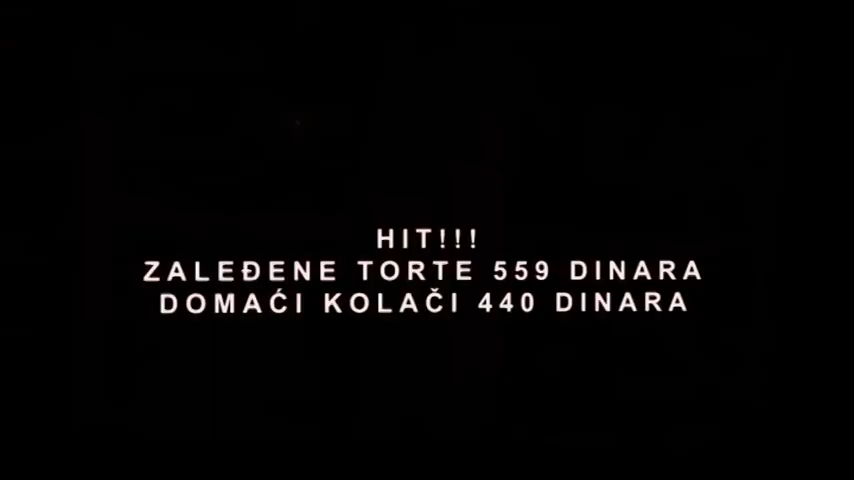 HIT!!!
ZALEĐENE TORTE 559 DINARA
DOMAĆI KOLAČI 440 DINARA